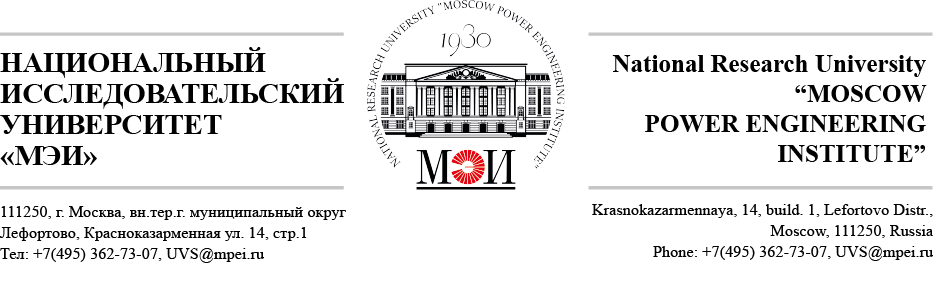 НАЦИОНАЛЬНЫЙ
ИССЛЕДОВАТЕЛЬСКИЙ
УНИВЕРСИТЕТ
«МЭИ»
111250, г. Москва, вн.тер.г. муниципальный округ
Лефортово, Красноказарменная ул. 14, стр.1
Тел: +7(495) 362-73-07, UVS@mpei.ru
NATIONAL RESEARCH UNIVERSITY "MOSCOW POWER ENGINEERING INSTITUTE"
1930
МЭИ
National Research University
“MOSCOW
POWER ENGINEERING
INSTITUTE”
Krasnokazarmennaya, 14, build. 1, Lefortovo Distr.,
Moscow, 111250, Russia
Phone: +7(495) 362-73-07, UVS@mpei.ru